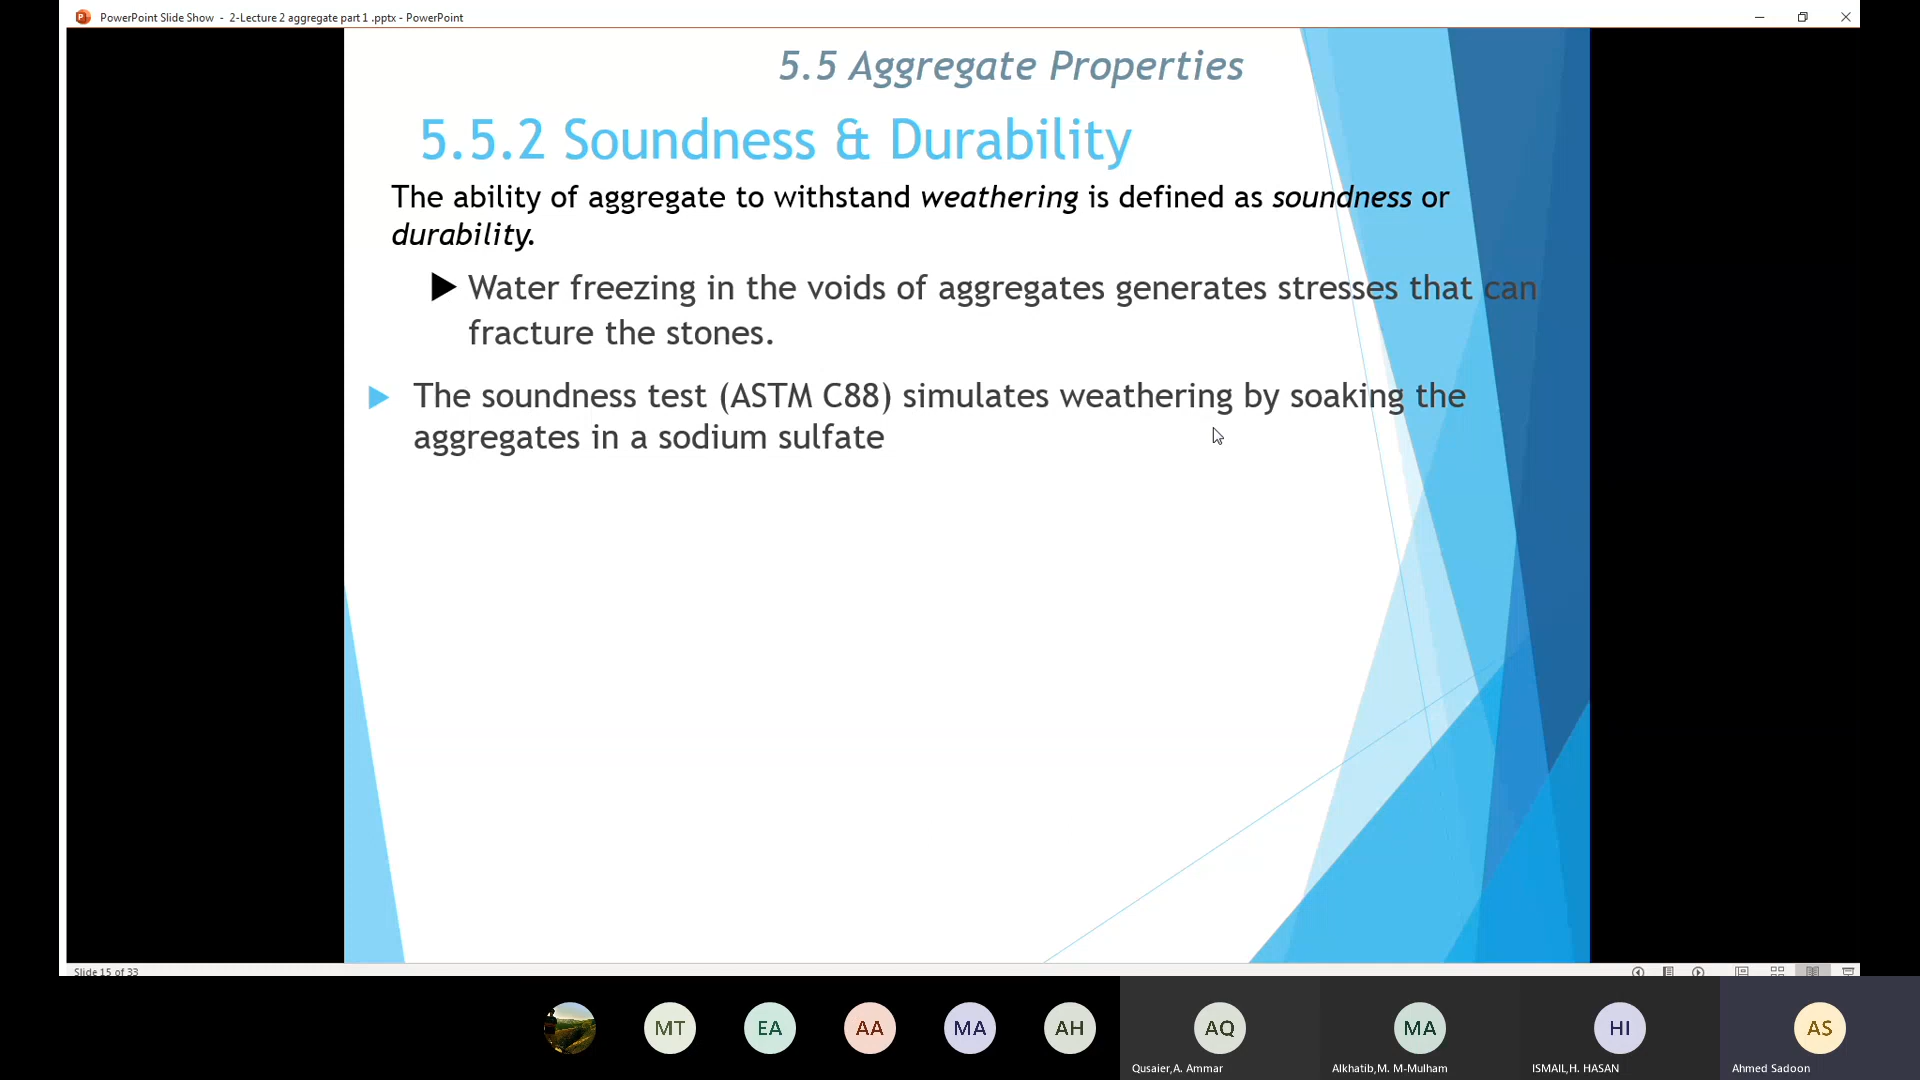 PowerPoint Slide Show - 2-Lecture 2 aggregate part 1 .pptx - PowerPoint
5.5 Aggregate Properties
5.5.2 Soundness & Durability
The ability of aggregate to withstand weathering is defined as soundness or
durability.
Water freezing in the voids of aggregates generates stresses that can
fracture the stones.
The soundness test (ASTM C88) simulates weathering by soaking the
aggregates in a sodium sulfate
Slide 15 of 33
MT
EA
AA
MA
AH
AQ
MA
HI
AS
Qusaier,A. Ammar
Alkhatib,M. M-Mulham
ISMAIL,H. HASAN
Ahmed Sadoon